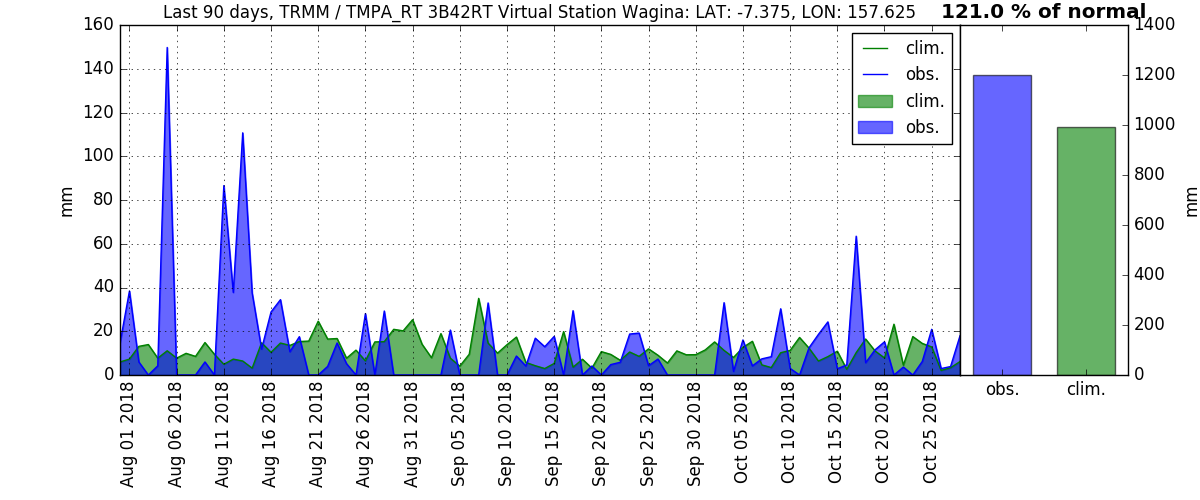 Last 90 days, TRMM / TMPA_RT 3B42RT Virtual Station Wagina: LAT: -7.375, LON: 157.625
121.0 % of normal
160
140
120
100
80
60
40
20
0
mm
clim.
obs.
clim.
obs.
Aug 01 2018
Aug 06 2018
Aug 11 2018
Aug 16 2018
Aug 21 2018
Aug 26 2018
Aug 31 2018
Sep 05 2018
Sep 10 2018
Sep 15 2018
Sep 20 2018
Sep 25 2018
Sep 30 2018
Oct 05 2018
Oct 10 2018
Oct 15 2018
Oct 20 2018
Oct 25 2018
1400
1200
1000
800
600
400
200
0
mm
obs.
clim.